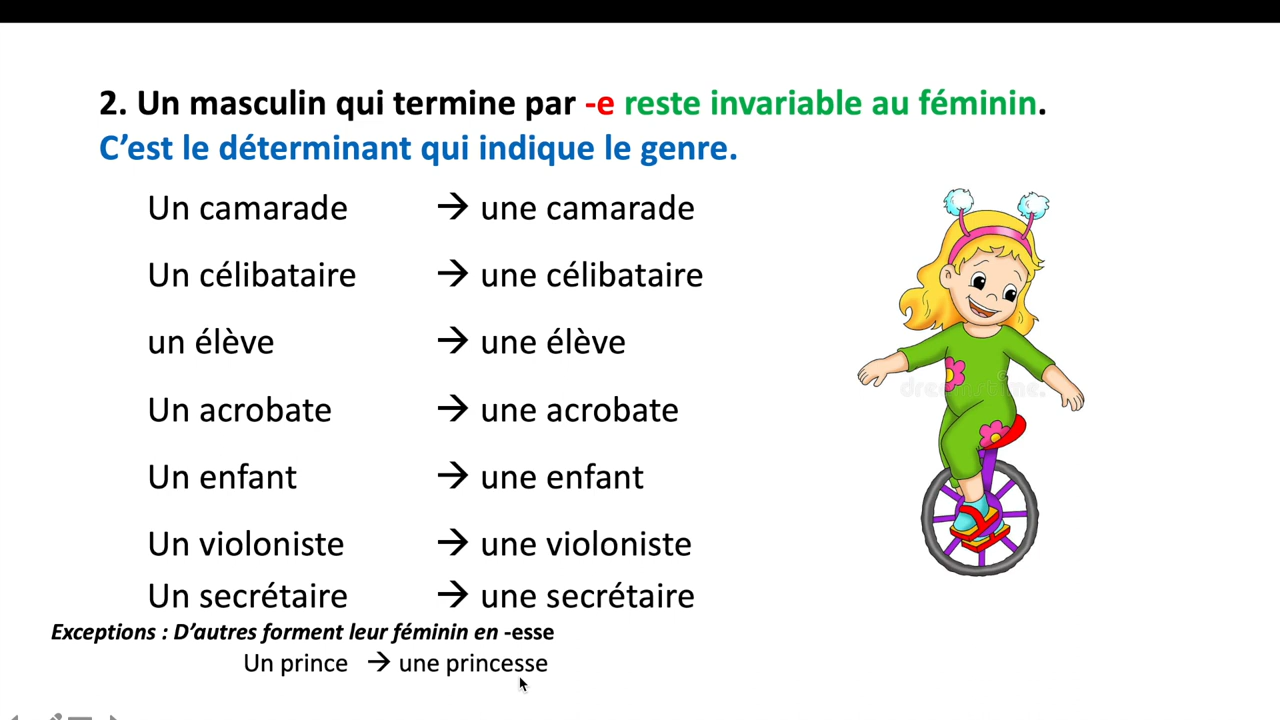 2. Un masculin qui termine par -e reste invariable au féminin.
C’est le déterminant qui indique le genre.
Un camarade → une camarade
Un célibataire → une célibataire
un élève → une élève
Un acrobate → une acrobate
Un enfant → une enfant
Un violoniste → une violoniste
Un secrétaire → une secrétaire
Exceptions : D’autres forment leur féminin en -esse
Un prince → une princesse